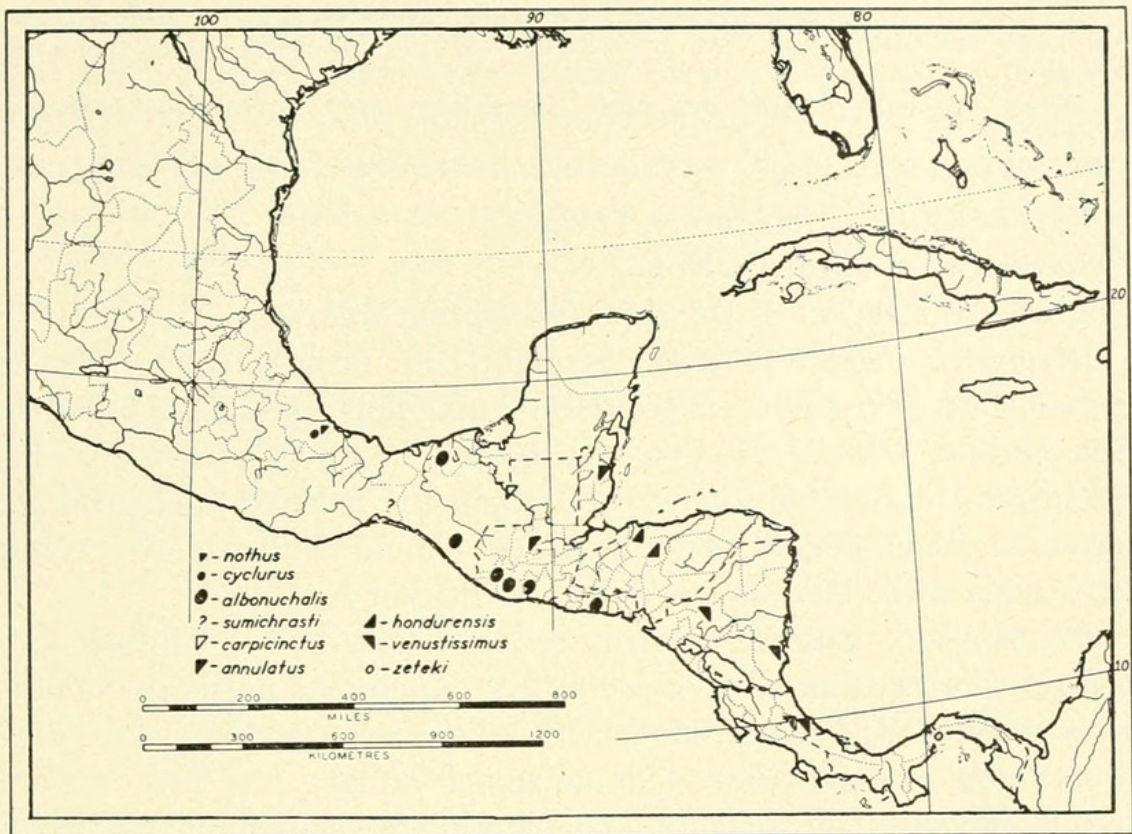 100 90 80
20
10
- nothus
- cyclurus
- albonuchalis
? - sumichrasti
- carpicinctus
- annulatus
- hondurensis
- venustissimus
- zeteki
?
0 200 400 600 800
MILES
0 300 600 900 1200
KILOMETRES